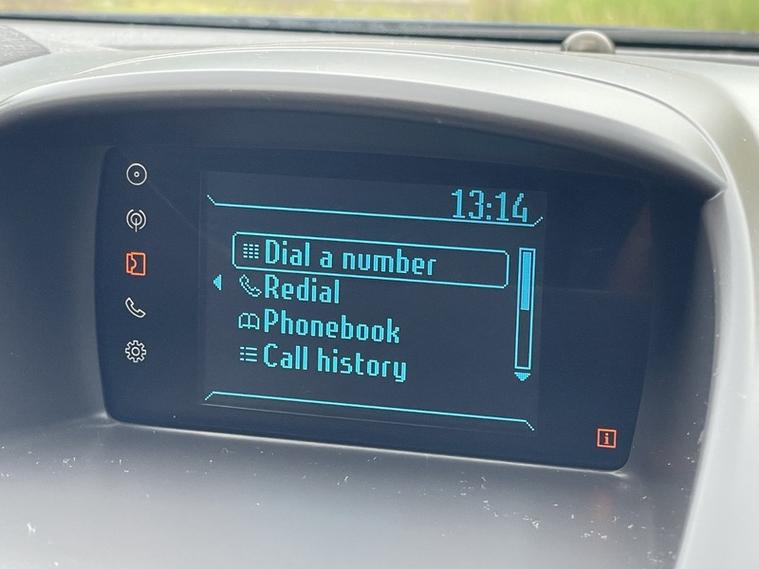 13:14
Dial a number
Redial
Phonebook
Call history
i